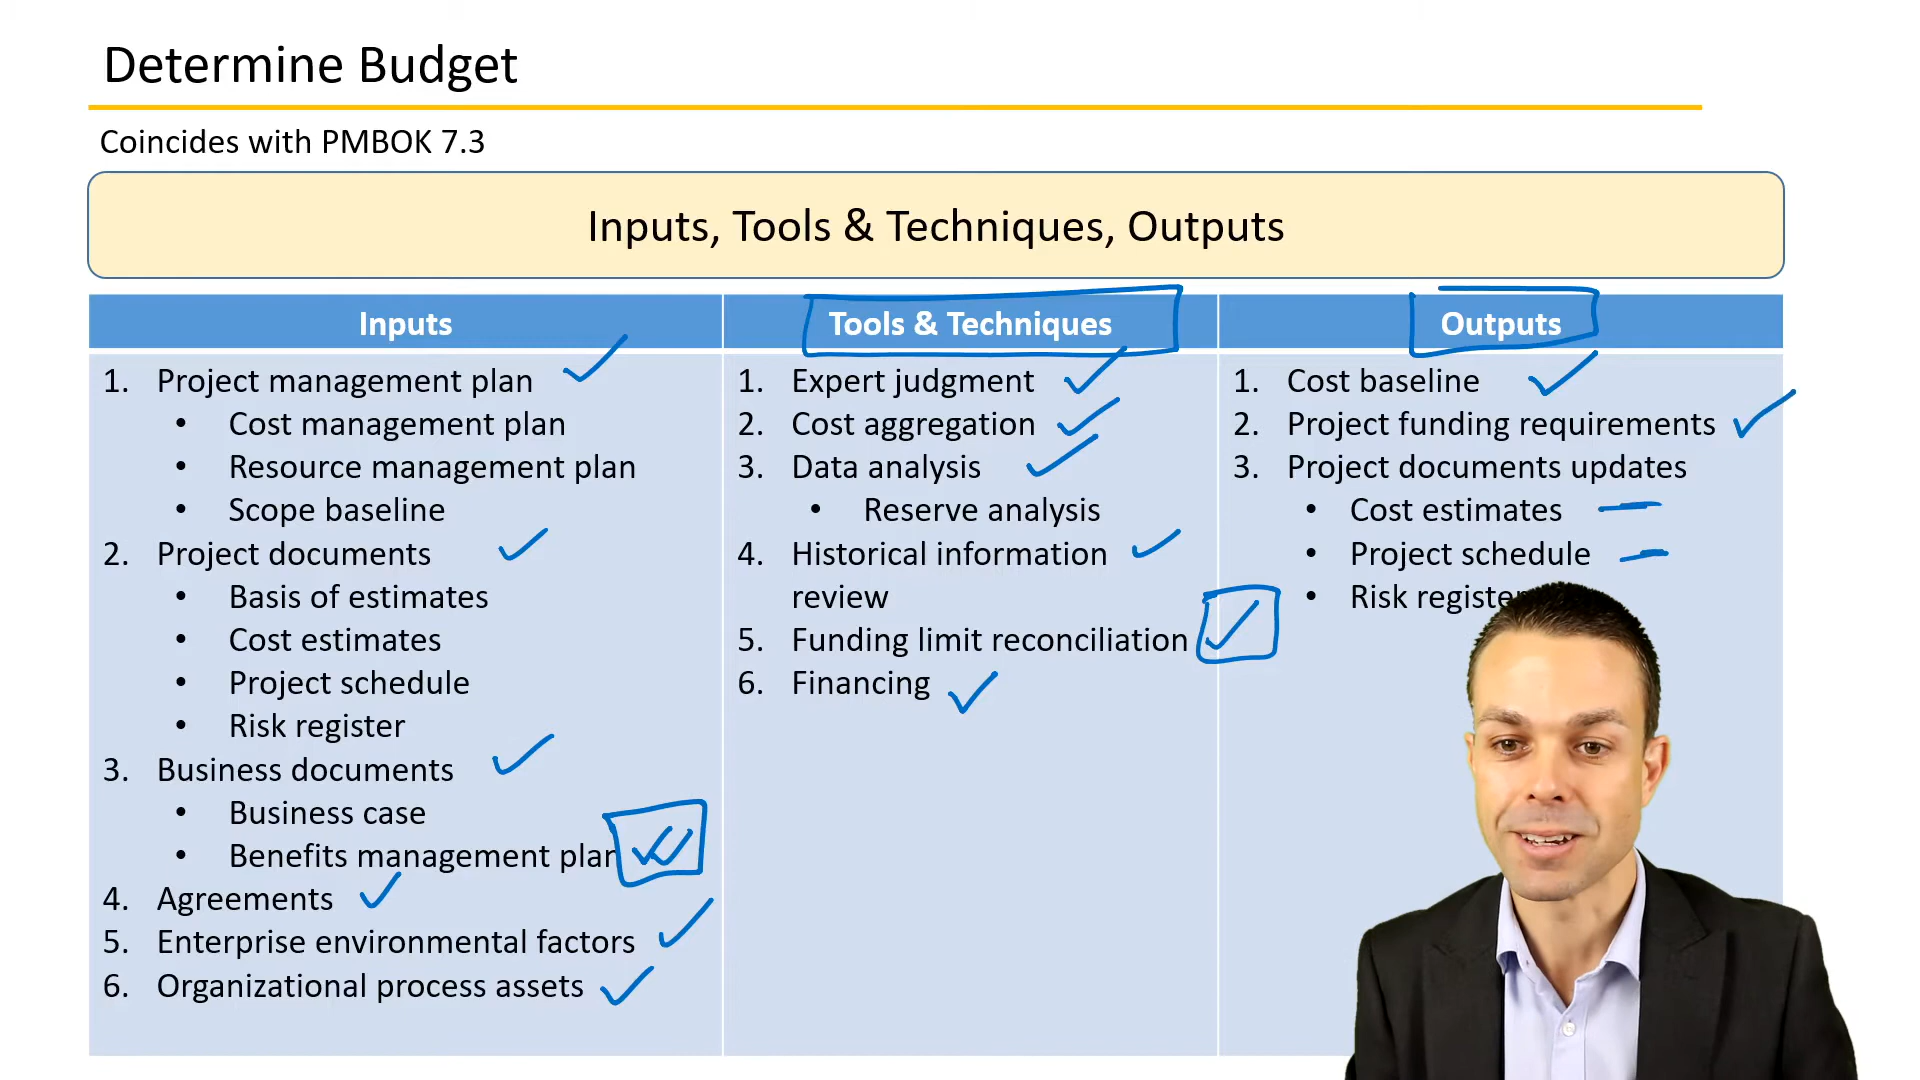 Determine Budget
Coincides with PMBOK 7.3
Inputs, Tools & Techniques, Outputs
Inputs
1. Project management plan
• Cost management plan
• Resource management plan
• Scope baseline
2. Project documents
• Basis of estimates
• Cost estimates
• Project schedule
• Risk register
3. Business documents
• Business case
• Benefits management plan
4. Agreements
5. Enterprise environmental factors
6. Organizational process assets
Tools & Techniques
1. Expert judgment
2. Cost aggregation
3. Data analysis
• Reserve analysis
4. Historical information
review
5. Funding limit reconciliation
6. Financing
Outputs
1. Cost baseline
2. Project funding requirements
3. Project documents updates
• Cost estimates
• Project schedule
• Risk register